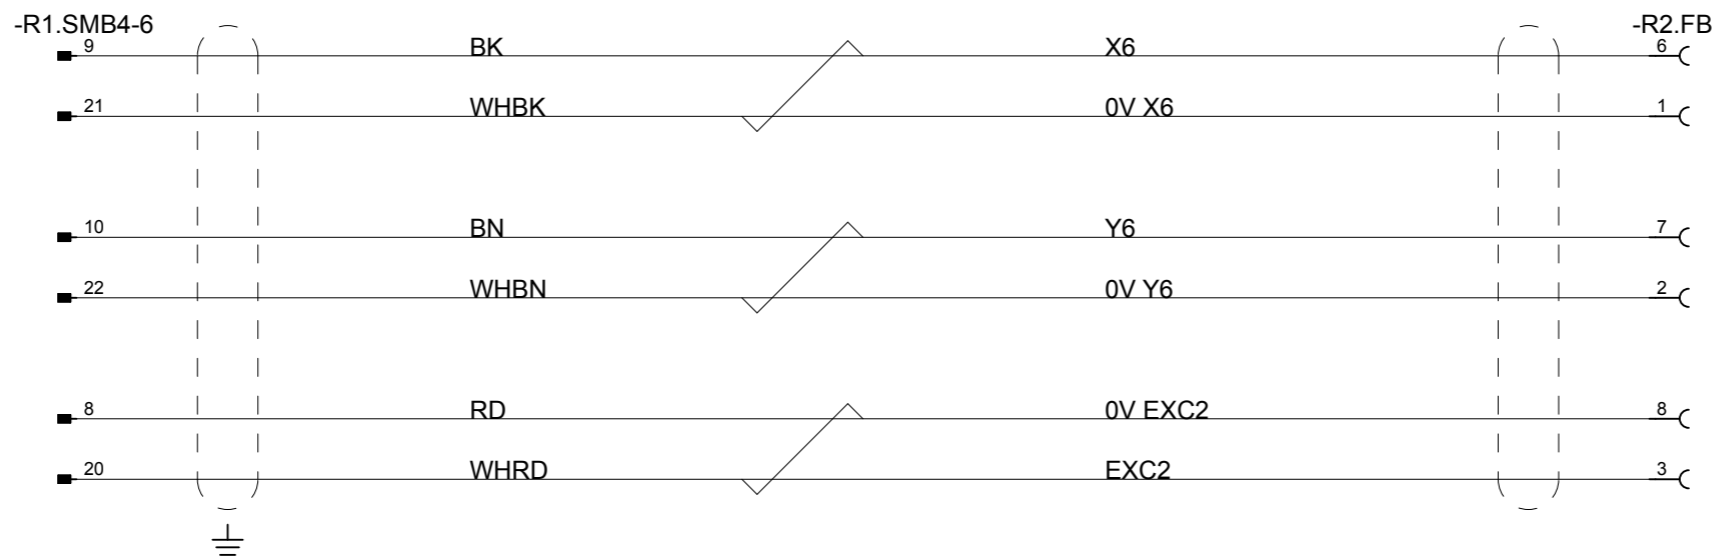 -R1.SMB4-6 -R2.FB
9 BK X6 6
21 WHBK 0V X6 1
10 BN Y6 7
22 WHBN 0V Y6 2
8 RD 0V EXC2 8
20 WHRD EXC2 3